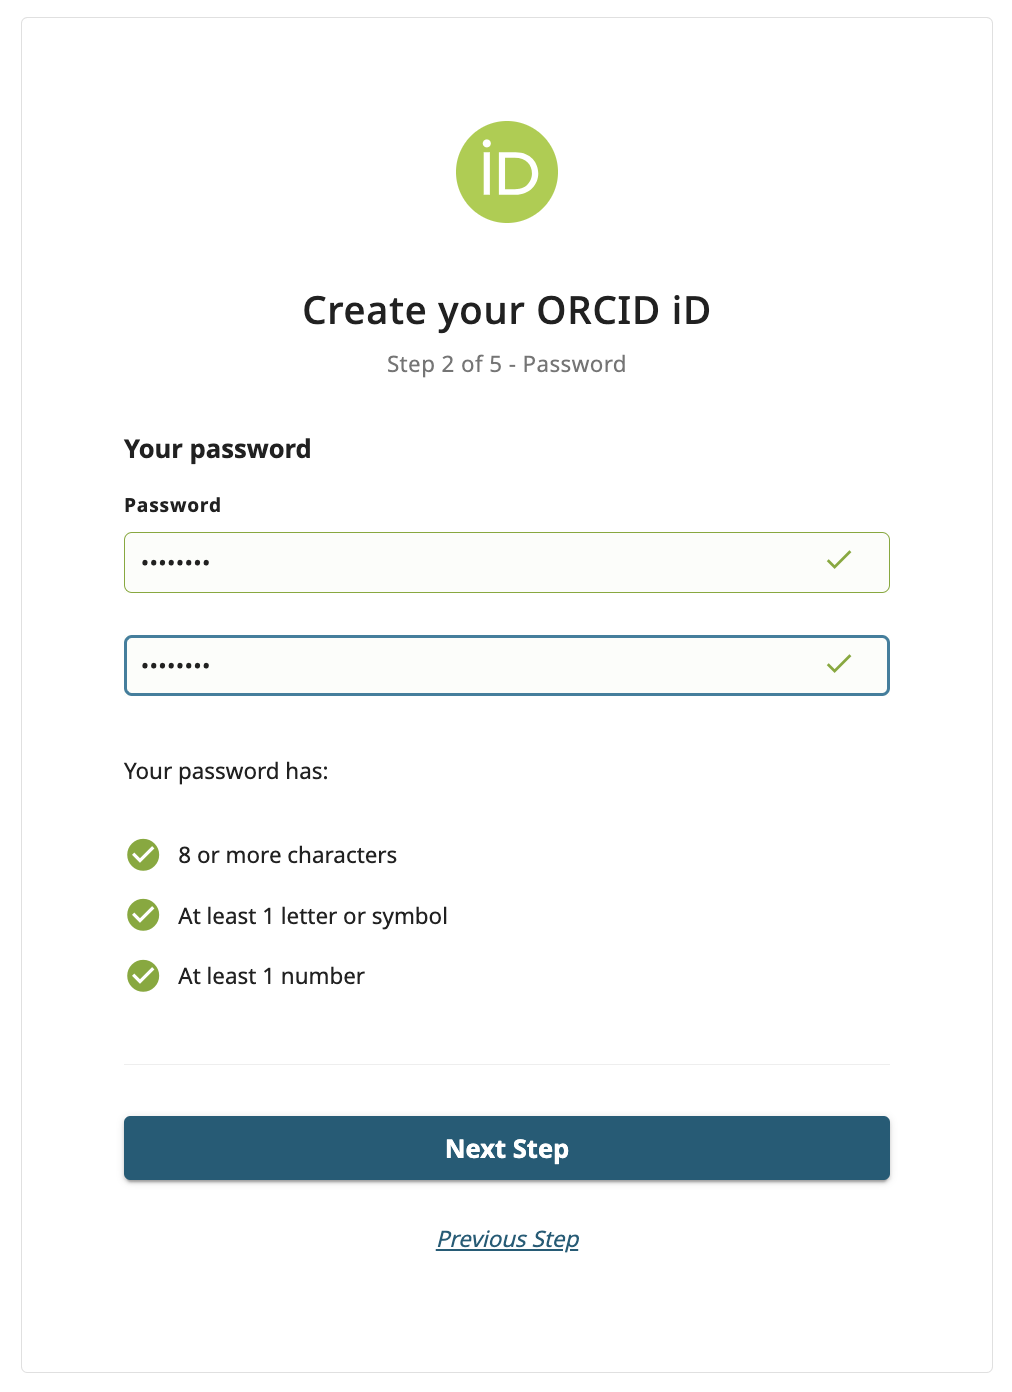 iD
Create your ORCID iD
Step 2 of 5 - Password
Your password
Password
••••••••
••••••••
Your password has:
8 or more characters
At least 1 letter or symbol
At least 1 number
Next Step
Previous Step